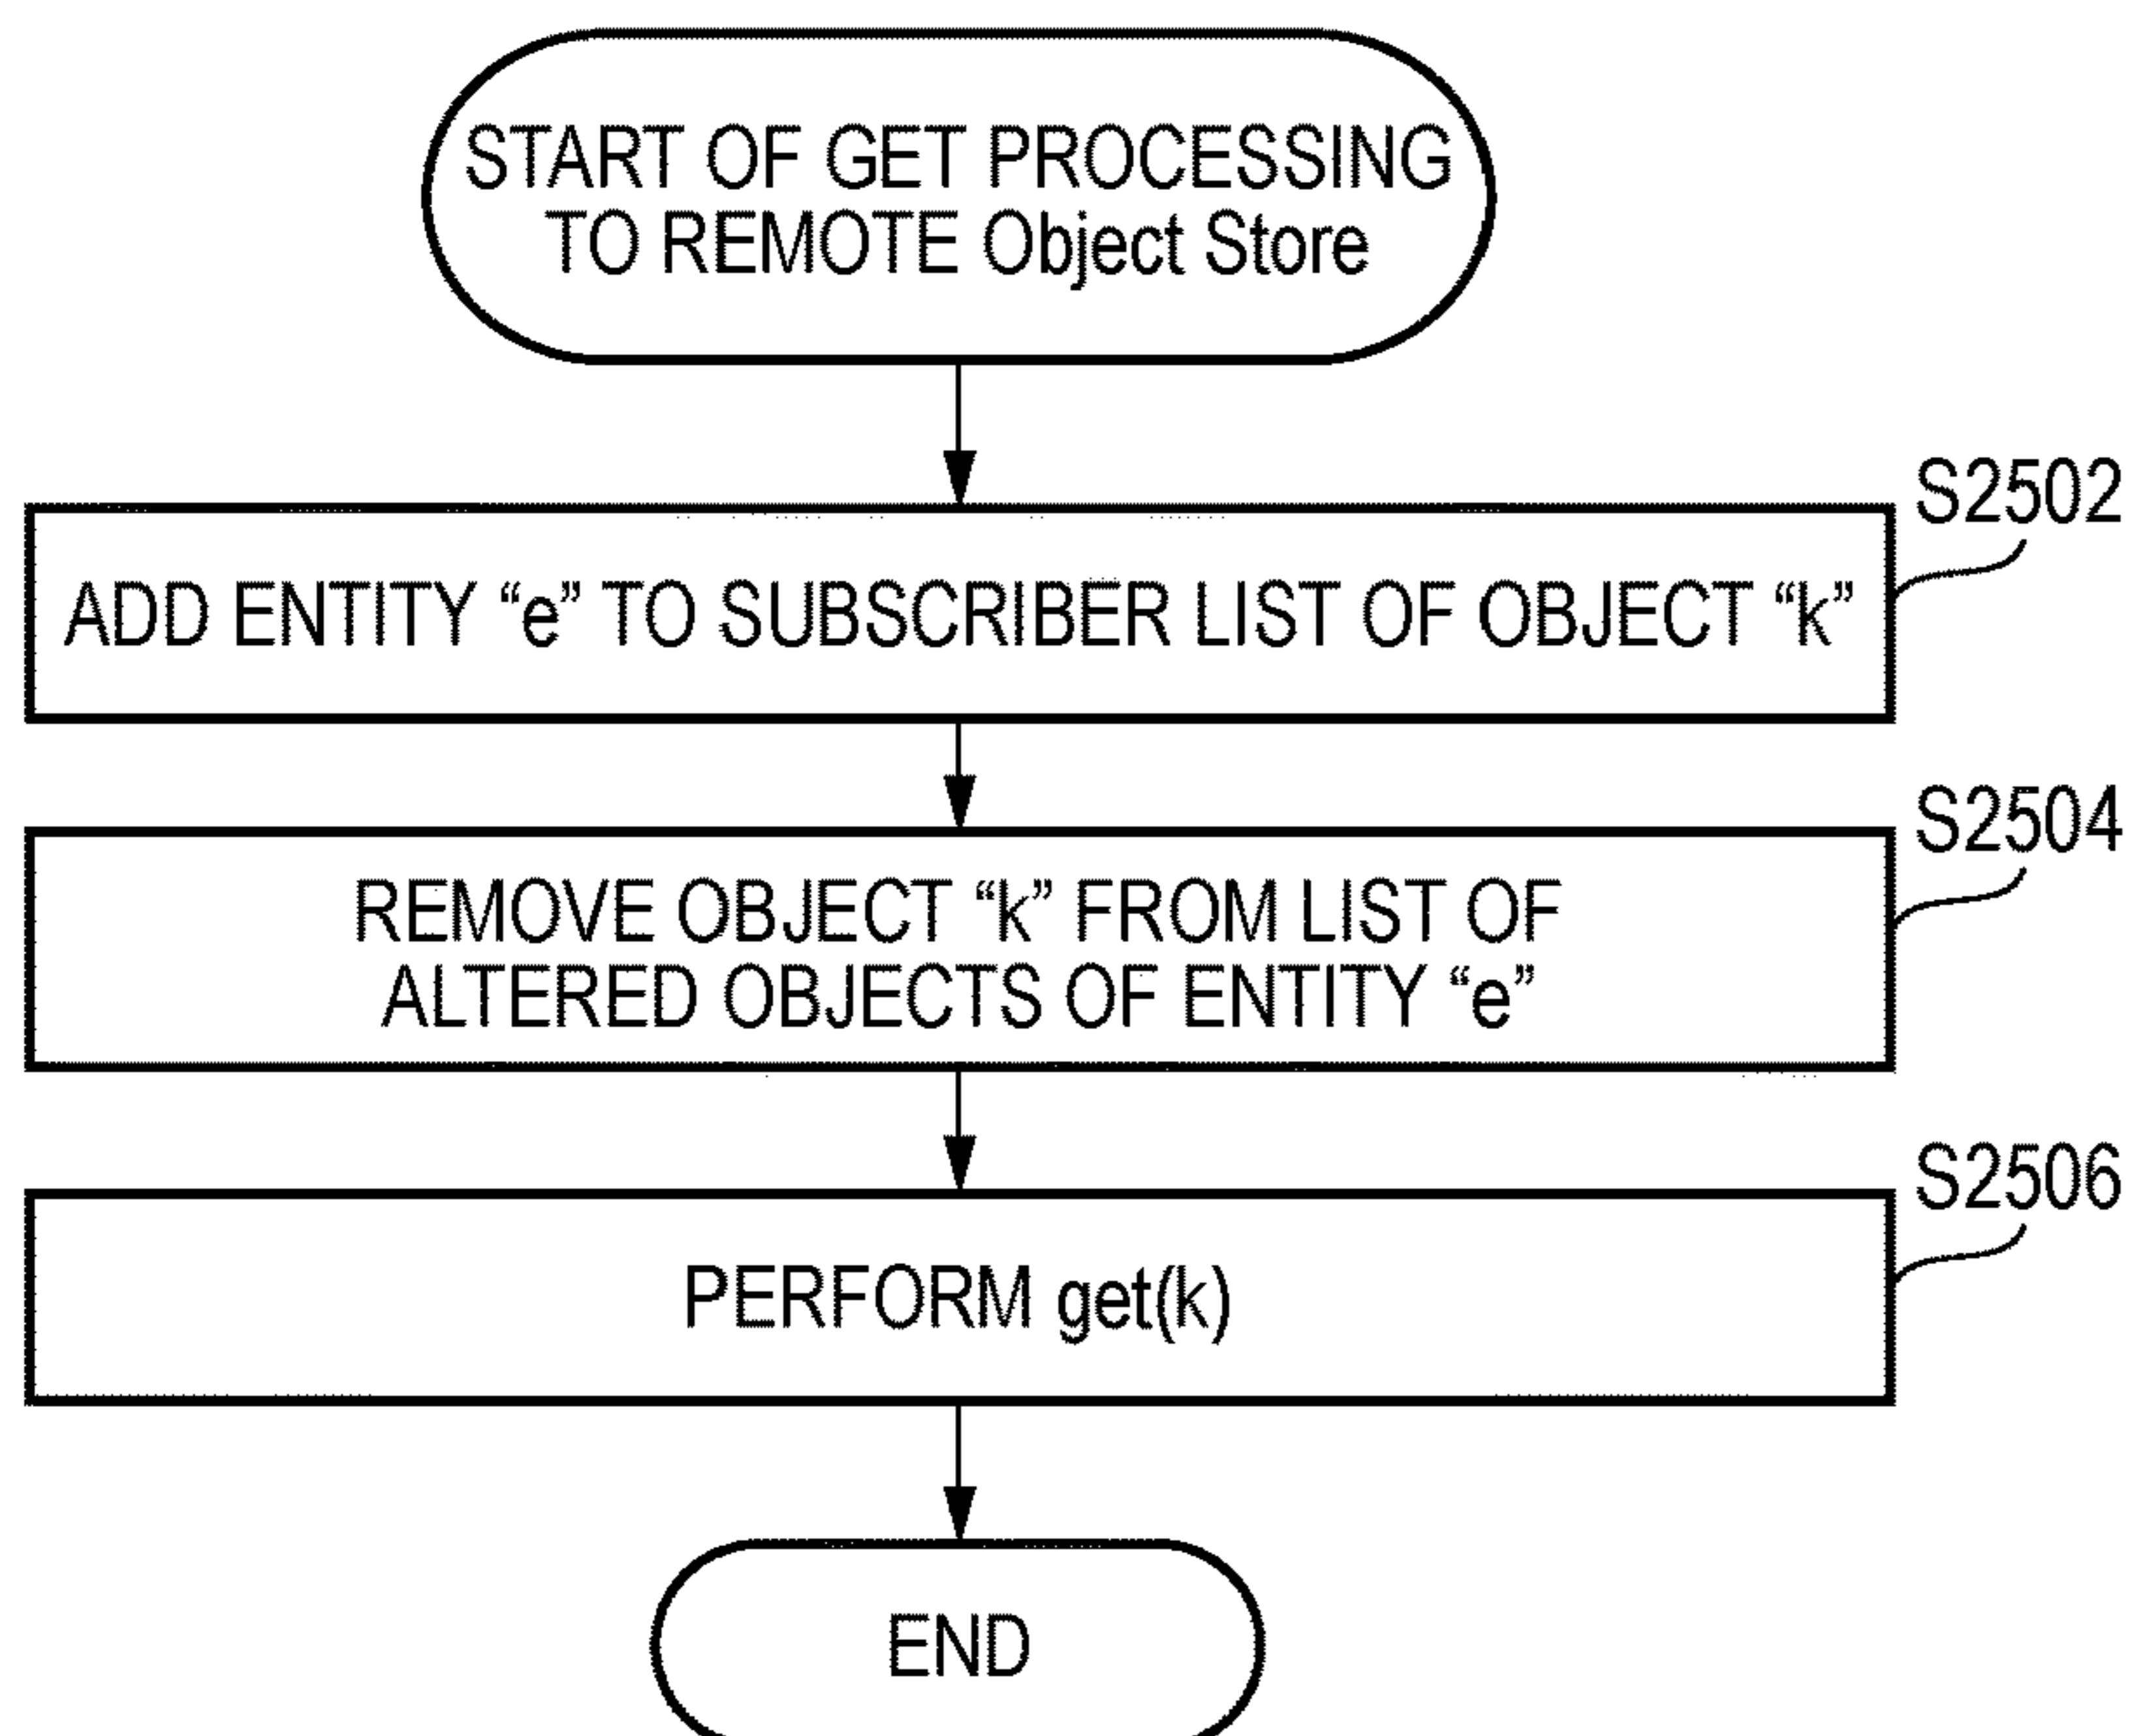 START OF GET PROCESSING
TO REMOTE Object Store
S2502
ADD ENTITY “e” TO SUBSCRIBER LIST OF OBJECT “k”
S2504
REMOVE OBJECT “k” FROM LIST OF
ALTERED OBJECTS OF ENTITY “e”
S2506
PERFORM get(k)
END